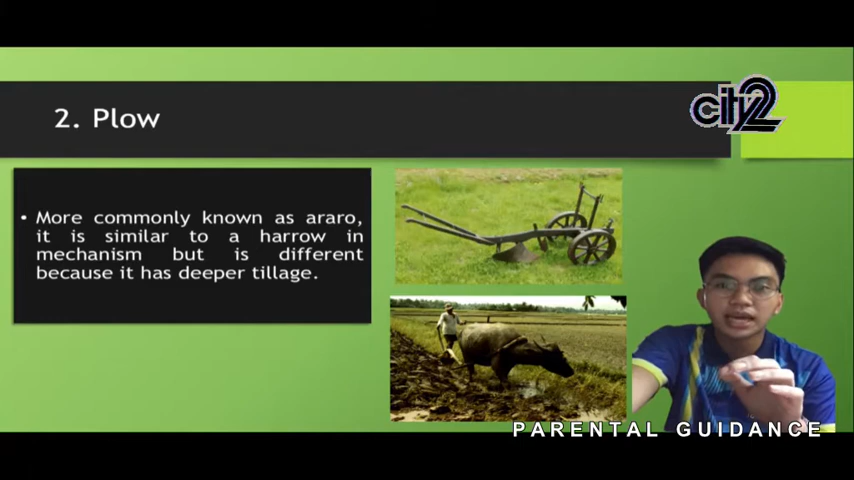 2. Plow
city2
• More commonly known as araro,
it is similar to a harrow in
mechanism but is different
because it has deeper tillage.
PARENTAL GUIDANCE